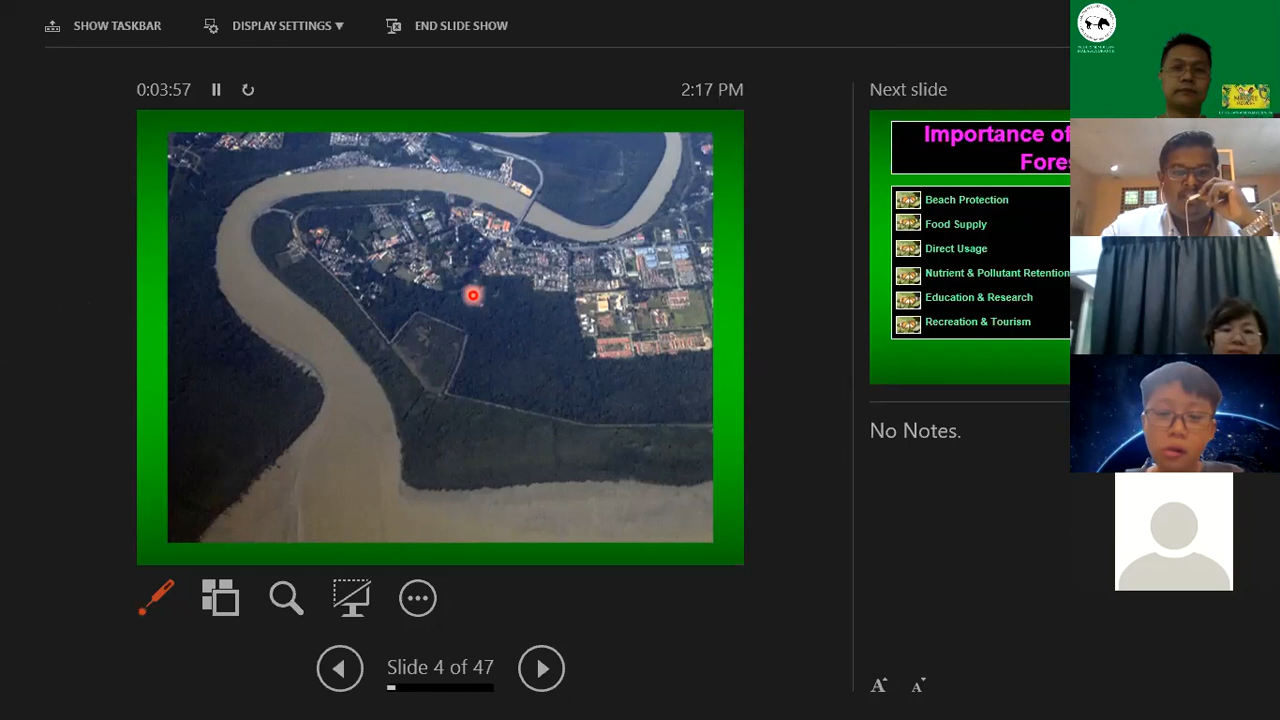 SHOW TASKBAR
DISPLAY SETTINGS ▼
END SLIDE SHOW
0:03:57
2:17 PM
Next slide
Importance of
Fores
Beach Protection
Food Supply
Direct Usage
Nutrient & Pollutant Retention
Education & Research
Recreation & Tourism
No Notes.
Slide 4 of 47
A A